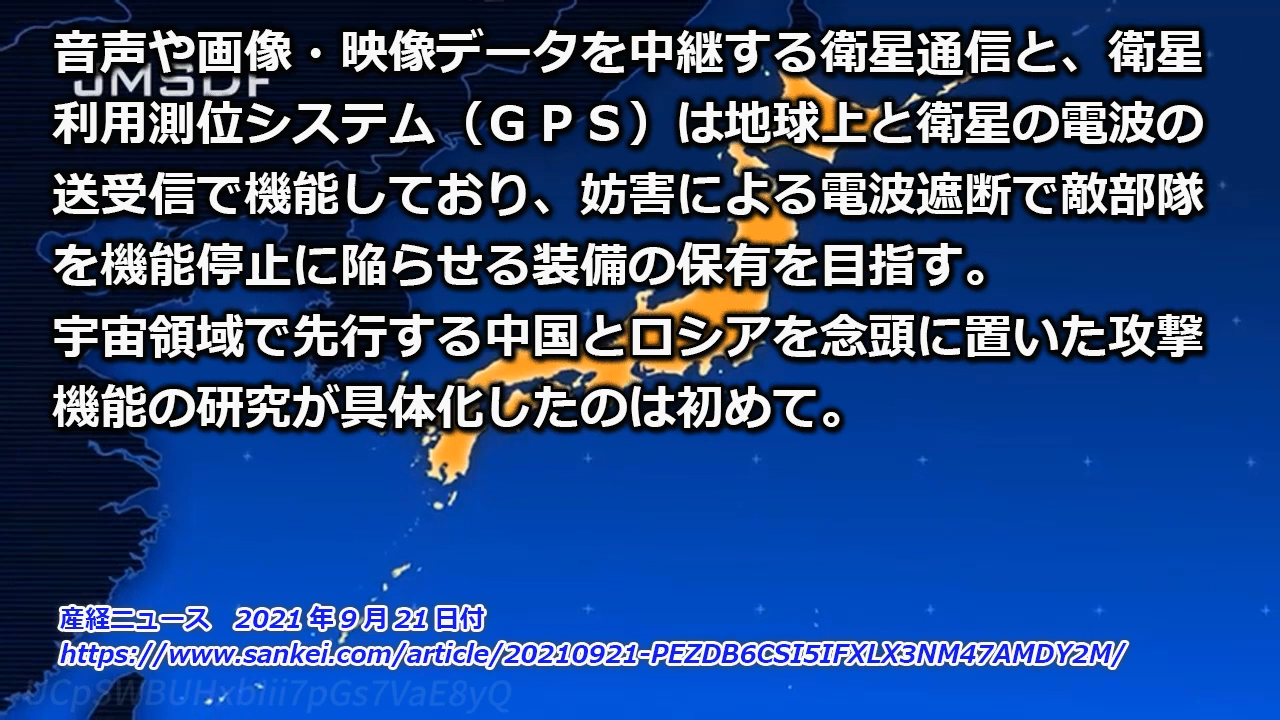 音声や画像・映像データを中継する衛星通信と、衛星
利用測位システム（ＧＰＳ）は地球上と衛星の電波の
送受信で機能しており、妨害による電波遮断で敵部隊
を機能停止に陥らせる装備の保有を目指す。
宇宙領域で先行する中国とロシアを念頭に置いた攻撃
機能の研究が具体化したのは初めて。
JMSDF
産経ニュース　2021年9月21日付
https://www.sankei.com/article/20210921-PEZDB6CSI5IFXLX3NM47AMDY2M/
UCp8WBUHxbiii7pGs7VaE8yQ